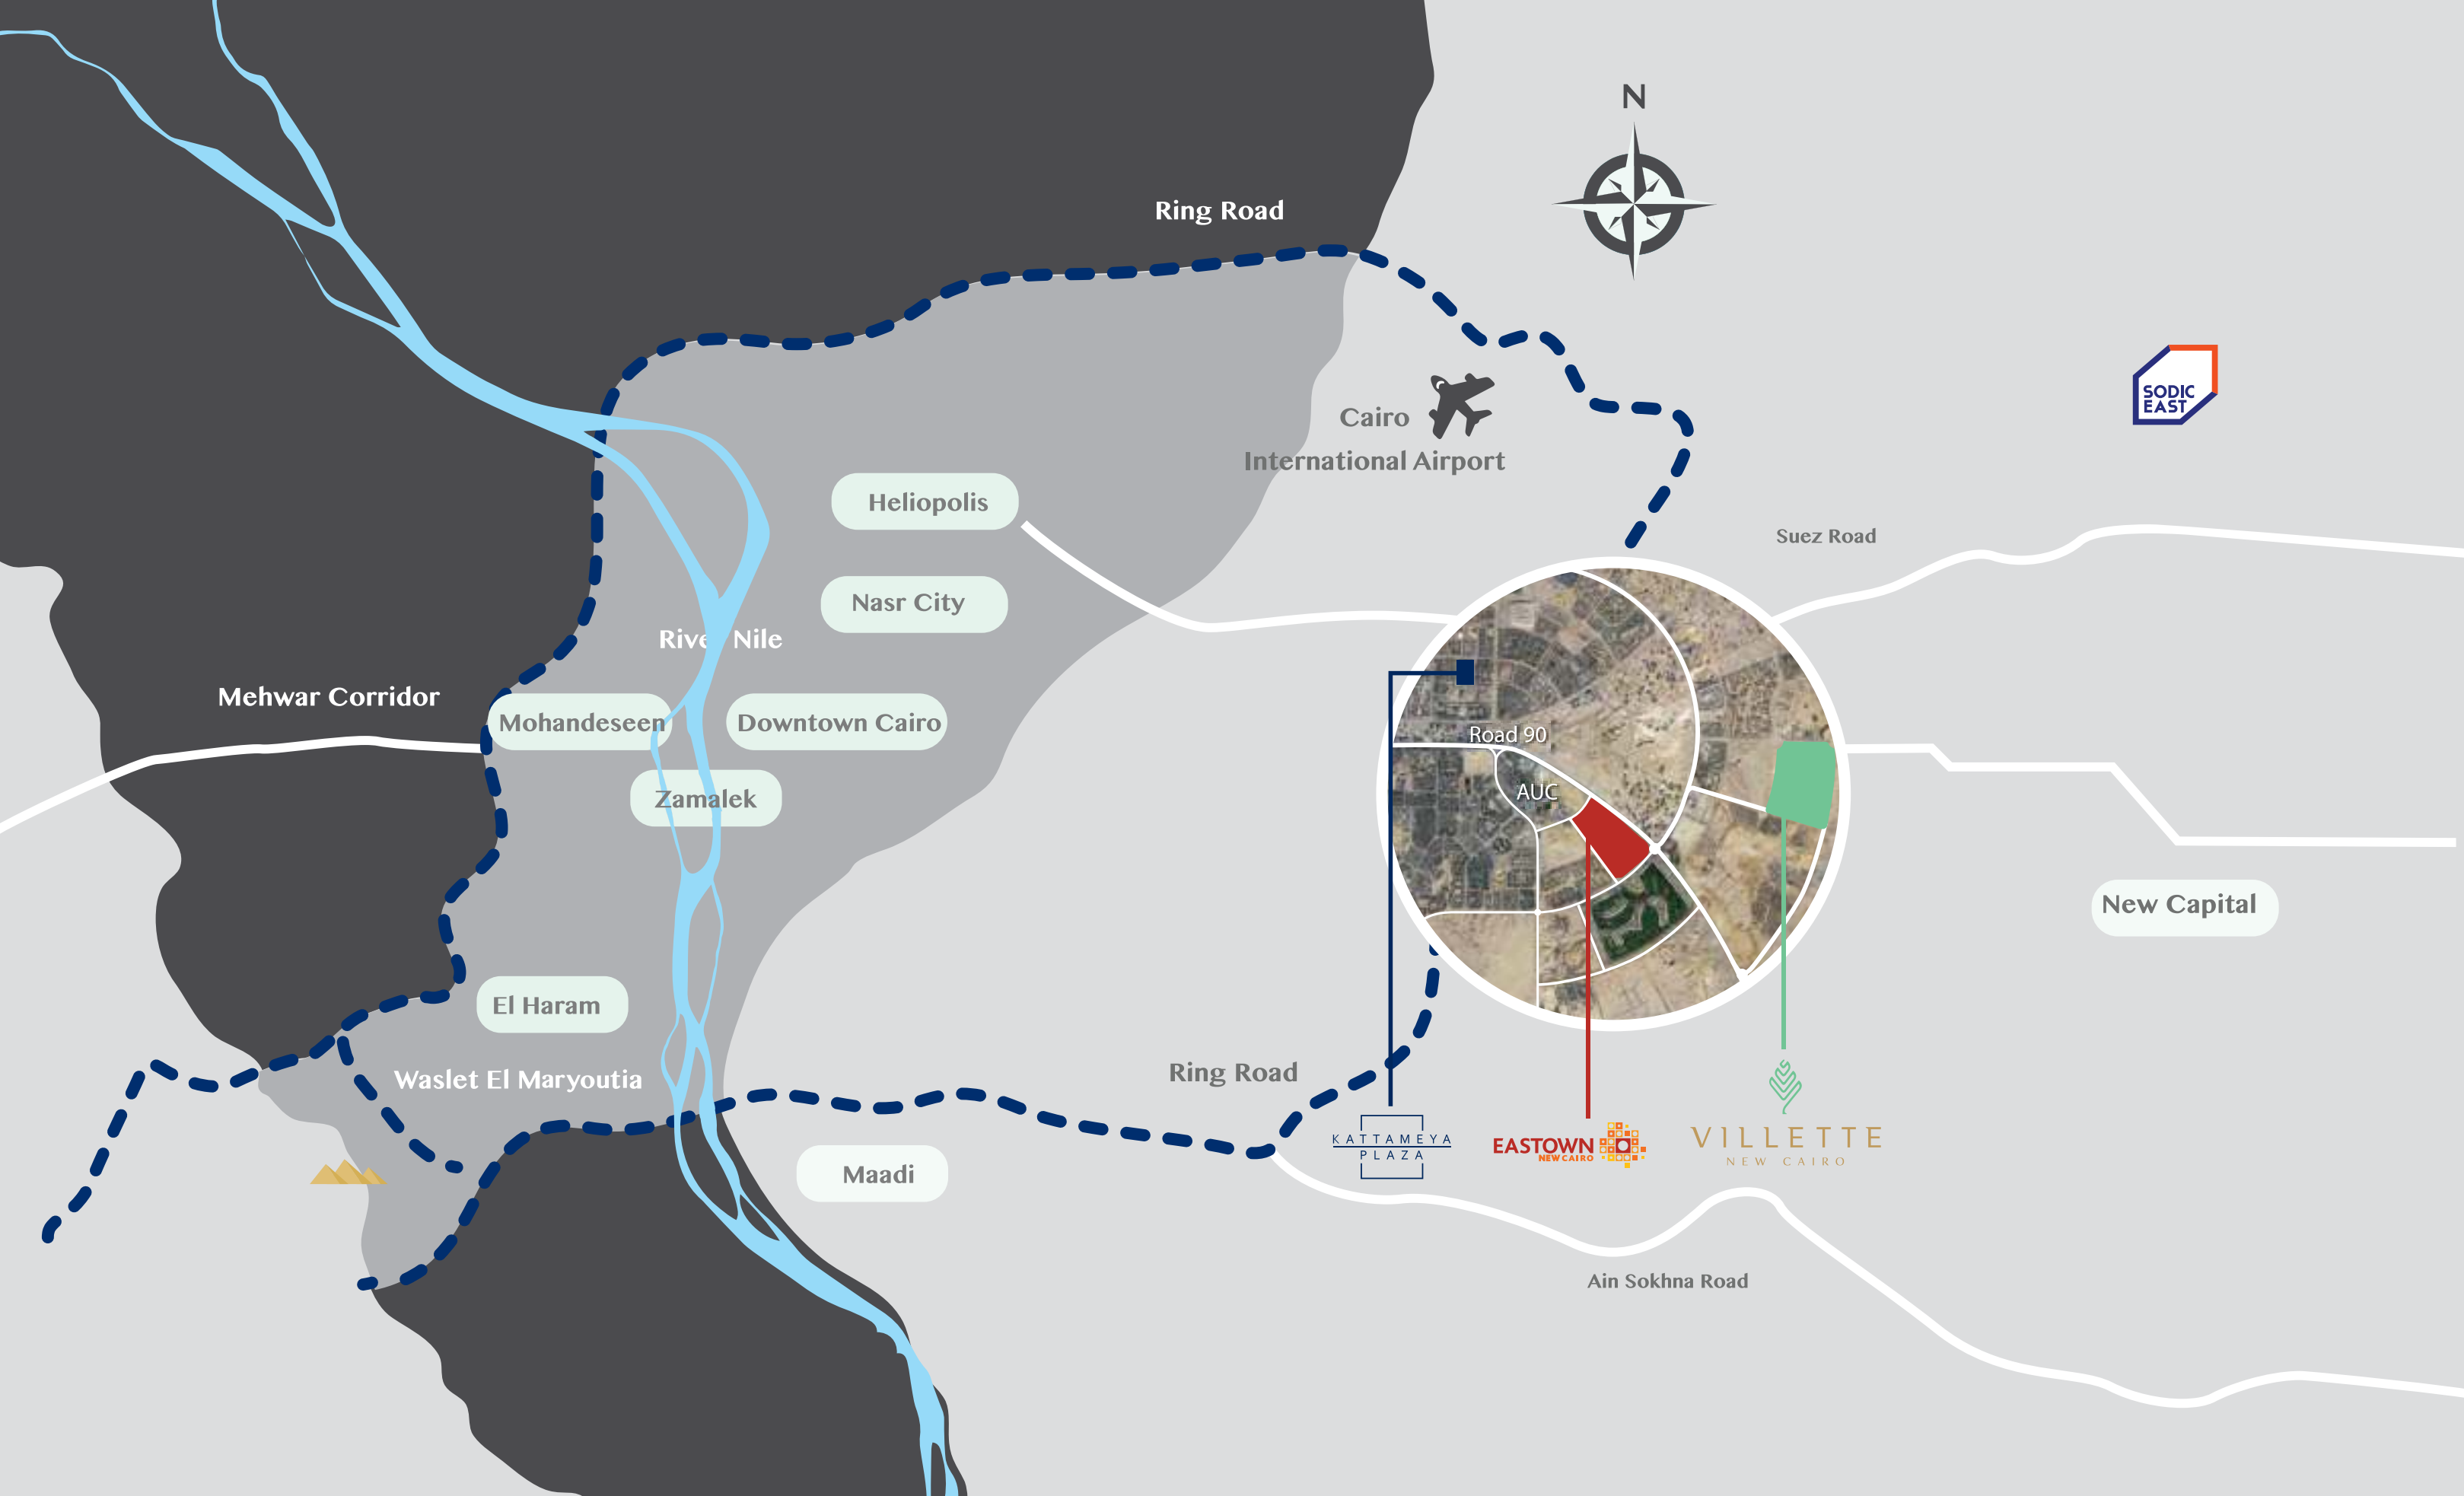 N
Ring Road
SODIC
EAST
Cairo
International Airport
Heliopolis
Suez Road
Nasr City
River Nile
Mehwar Corridor
Mohandeseen
Downtown Cairo
Road 90
AUC
Zamalek
New Capital
El Haram
Ring Road
Waslet El Maryoutia
KATTAMEYA
PLAZA
EASTOWN
NEW CAIRO
VILLETTE
NEW CAIRO
Maadi
Ain Sokhna Road